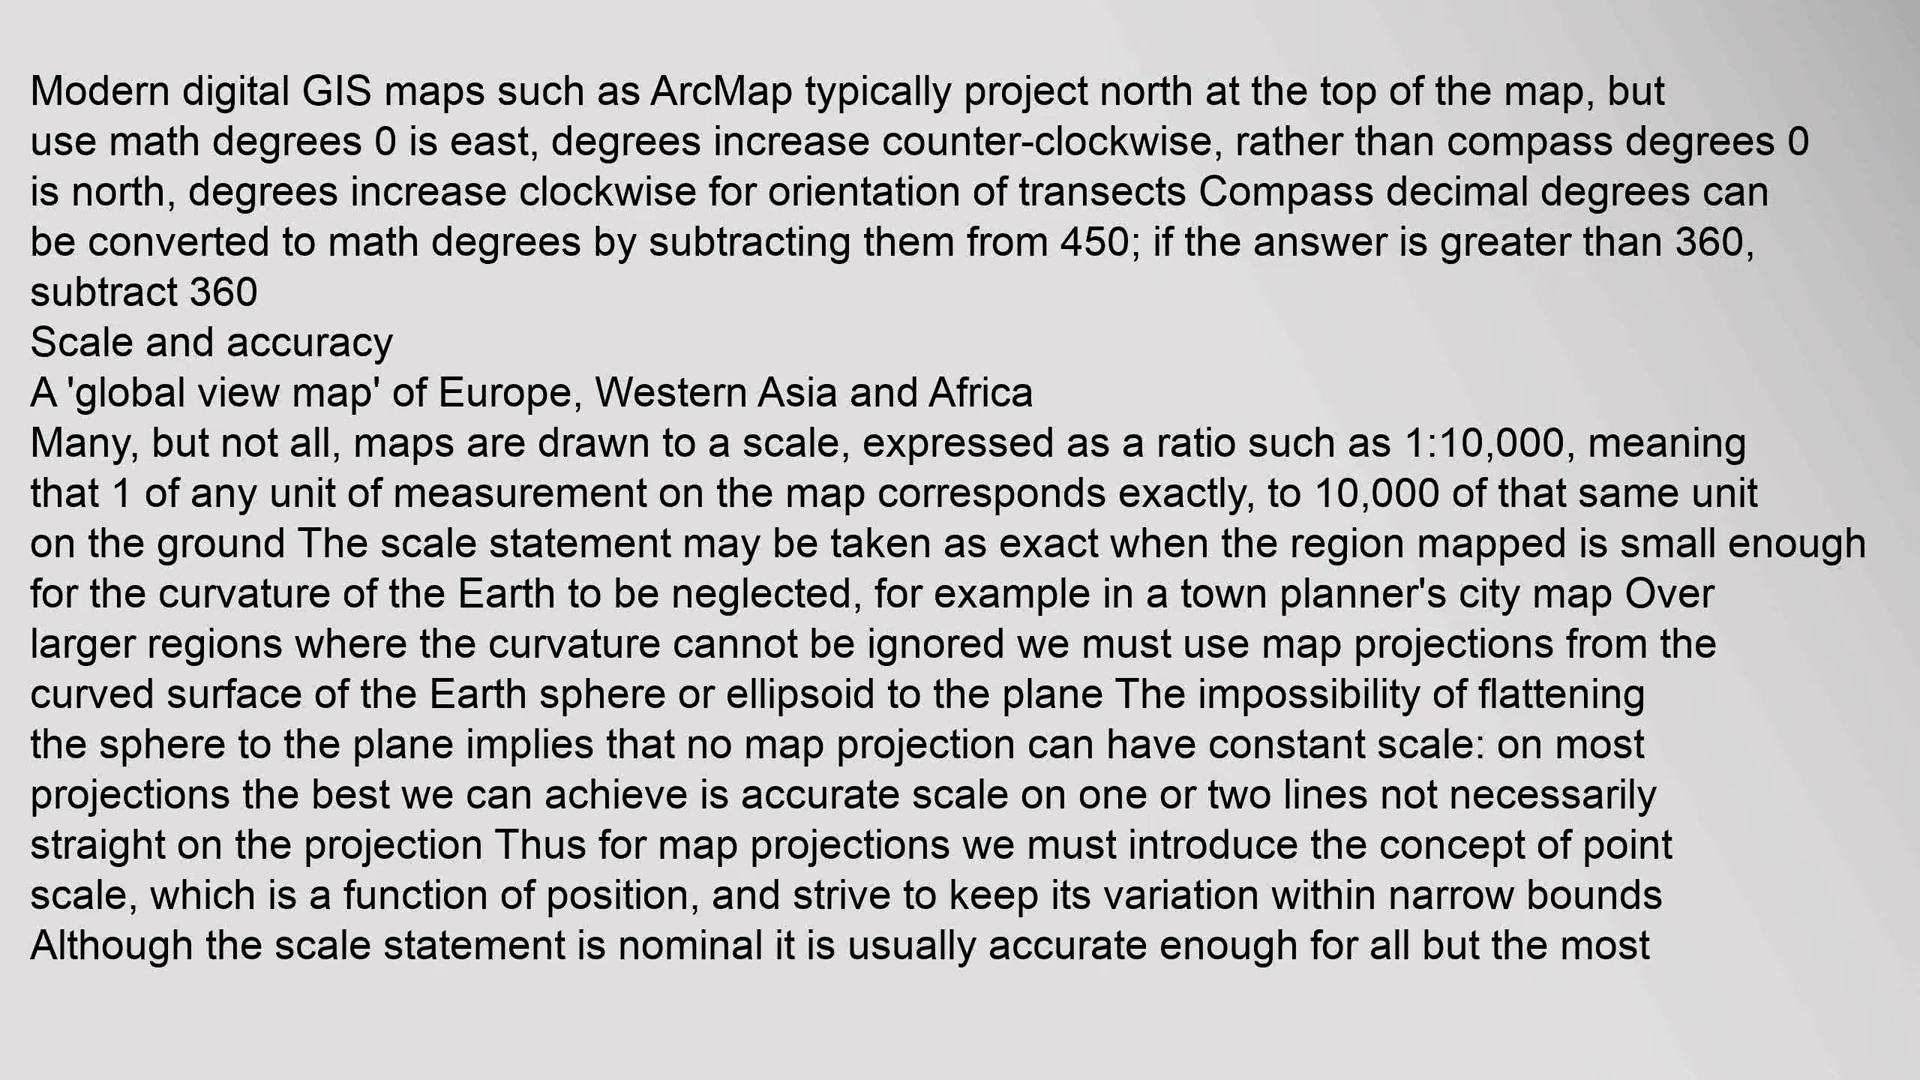 Modern digital GIS maps such as ArcMap typically project north at the top of the map, but
use math degrees 0 is east, degrees increase counter-clockwise, rather than compass degrees 0
is north, degrees increase clockwise for orientation of transects Compass decimal degrees can
be converted to math degrees by subtracting them from 450; if the answer is greater than 360,
subtract 360
Scale and accuracy
A 'global view map' of Europe, Western Asia and Africa
Many, but not all, maps are drawn to a scale, expressed as a ratio such as 1:10,000, meaning
that 1 of any unit of measurement on the map corresponds exactly, to 10,000 of that same unit
on the ground The scale statement may be taken as exact when the region mapped is small enough
for the curvature of the Earth to be neglected, for example in a town planner's city map Over
larger regions where the curvature cannot be ignored we must use map projections from the
curved surface of the Earth sphere or ellipsoid to the plane The impossibility of flattening
the sphere to the plane implies that no map projection can have constant scale: on most
projections the best we can achieve is accurate scale on one or two lines not necessarily
straight on the projection Thus for map projections we must introduce the concept of point
scale, which is a function of position, and strive to keep its variation within narrow bounds
Although the scale statement is nominal it is usually accurate enough for all but the most